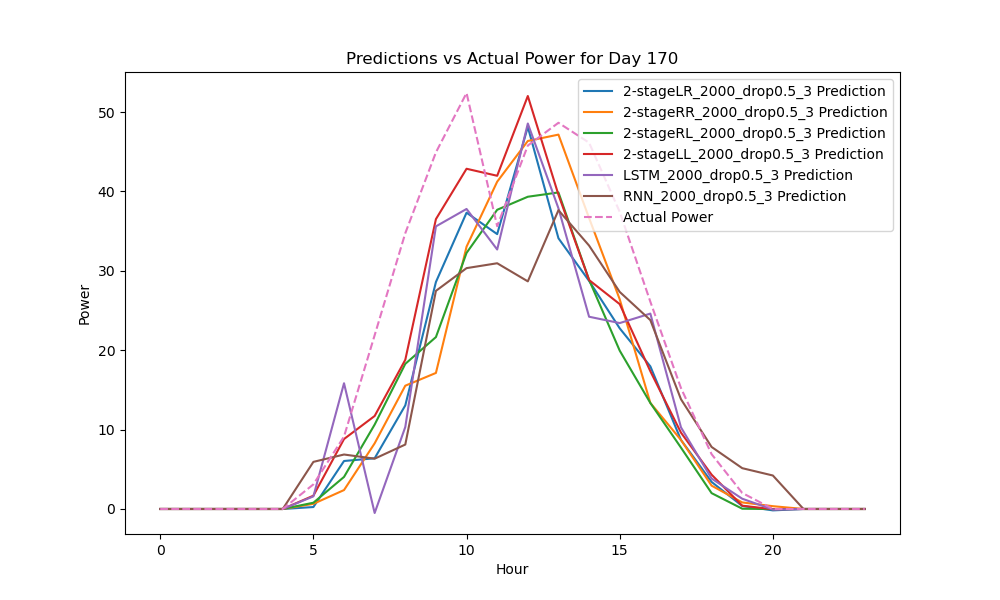 Predictions vs Actual Power for Day 170
2-stageLR_2000_drop0.5_3 Prediction
2-stageRR_2000_drop0.5_3 Prediction
2-stageRL_2000_drop0.5_3 Prediction
2-stageLL_2000_drop0.5_3 Prediction
LSTM_2000_drop0.5_3 Prediction
RNN_2000_drop0.5_3 Prediction
Actual Power
50
40
30
20
10
0
Power
0 5 10 15 20
Hour